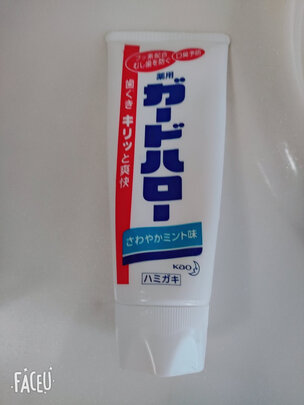 フッ素配合
むし歯を防ぐ
口臭予防
薬用
ガードハロー
歯ぐきキリッと爽快
さわやかミント味
Kao
ハミガキ
FACEU